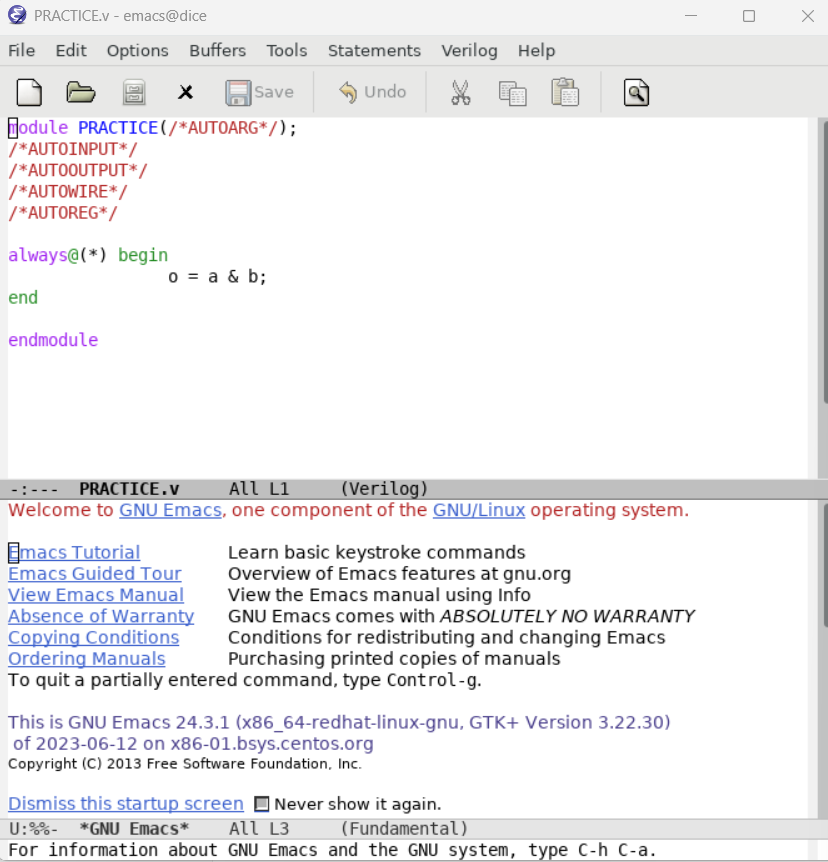 PRACTICE.v - emacs@dice
File Edit Options Buffers Tools Statements Verilog Help
Save Undo
module PRACTICE(/*AUTOARG*/);
/*AUTOINPUT*/
/*AUTOOUTPUT*/
/*AUTOWIRE*/
/*AUTOREG*/
always@(*) begin
o = a & b;
end
endmodule
-:--- PRACTICE.v All L1 (Verilog)
Welcome to GNU Emacs, one component of the GNU/Linux operating system.
Emacs Tutorial Learn basic keystroke commands
Emacs Guided Tour Overview of Emacs features at gnu.org
View Emacs Manual View the Emacs manual using Info
Absence of Warranty GNU Emacs comes with ABSOLUTELY NO WARRANTY
Copying Conditions Conditions for redistributing and changing Emacs
Ordering Manuals Purchasing printed copies of manuals
To quit a partially entered command, type Control-g.
This is GNU Emacs 24.3.1 (x86_64-redhat-linux-gnu, GTK+ Version 3.22.30)
of 2023-06-12 on x86-01.bsys.centos.org
Copyright (C) 2013 Free Software Foundation, Inc.
Dismiss this startup screen Never show it again.
U:%%- *GNU Emacs* All L3 (Fundamental)
For information about GNU Emacs and the GNU system, type C-h C-a.